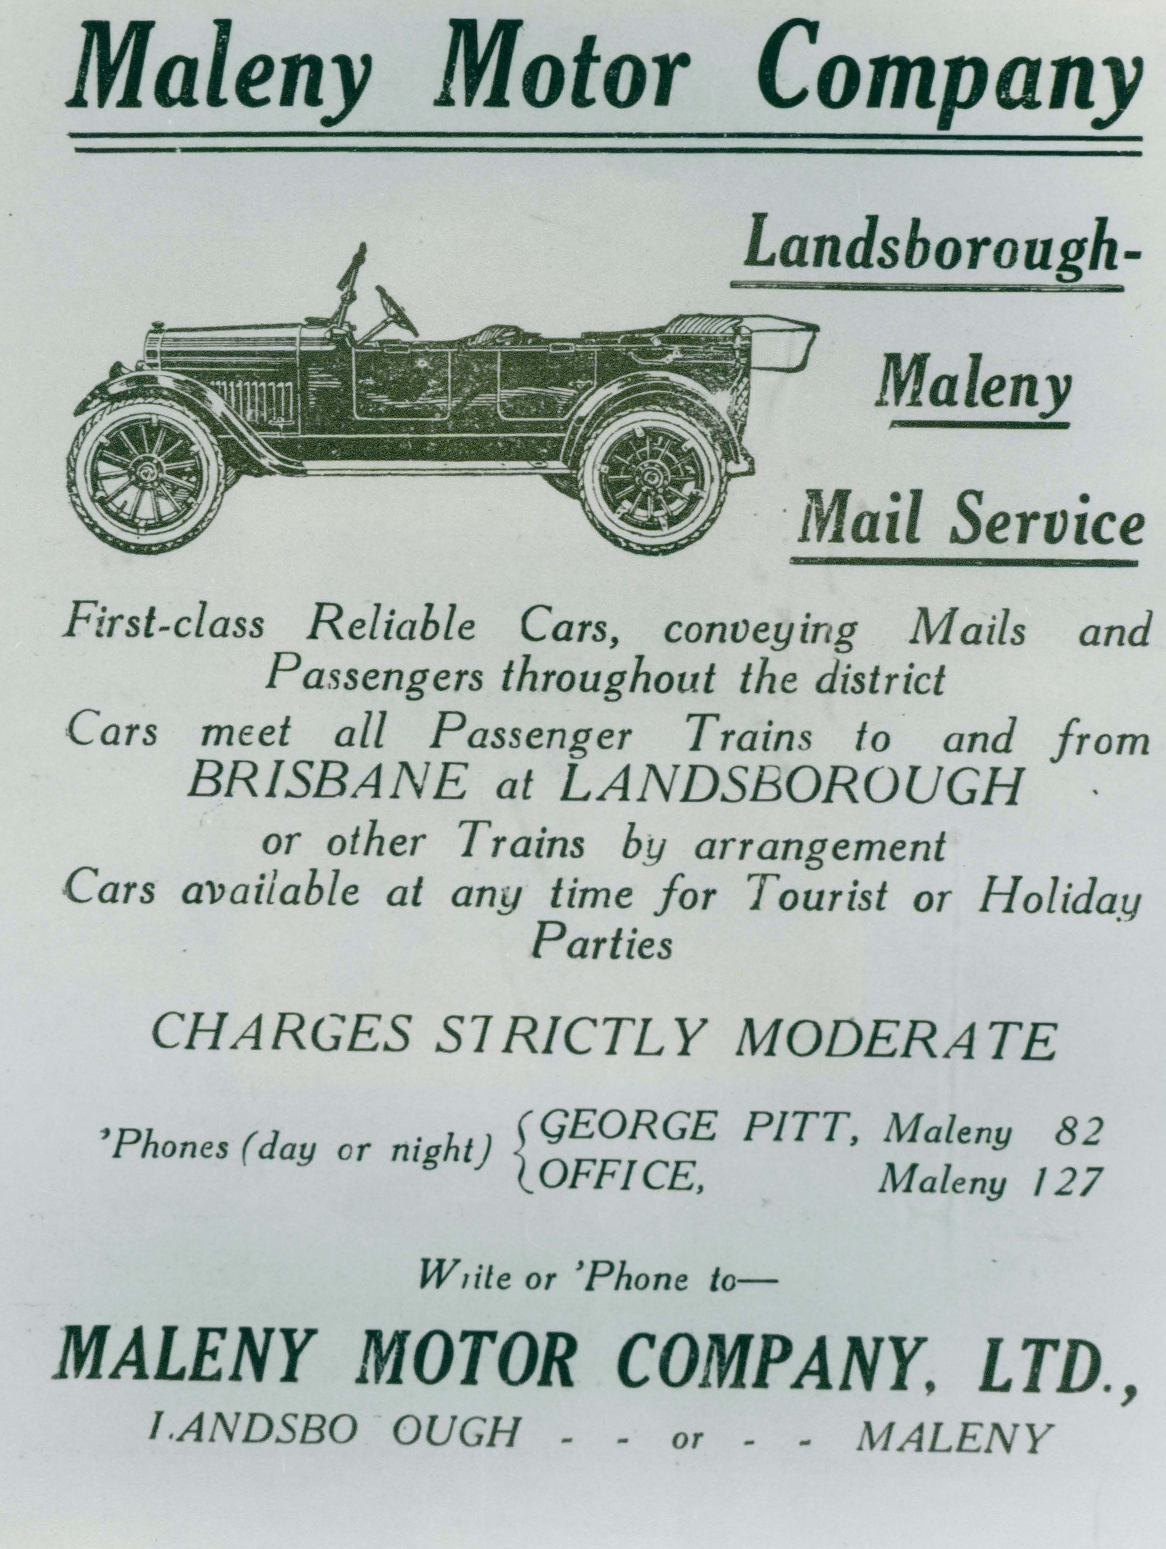 Maleny Motor Company
Landsborough-
Maleny
Mail Service
First-class Reliable Cars, conveying Mails and
Passengers throughout the district
Cars meet all Passenger Trains to and from
BRISBANE at LANDSBOROUGH
or other Trains by arrangement
Cars available at any time for Tourist or Holiday
Parties
CHARGES STRICTLY MODERATE
'Phones (day or night) { GEORGE PITT, Maleny 82
OFFICE, Maleny 127
Write or 'Phone to—
MALENY MOTOR COMPANY, LTD.,
LANDSBO OUGH - - or - - MALENY